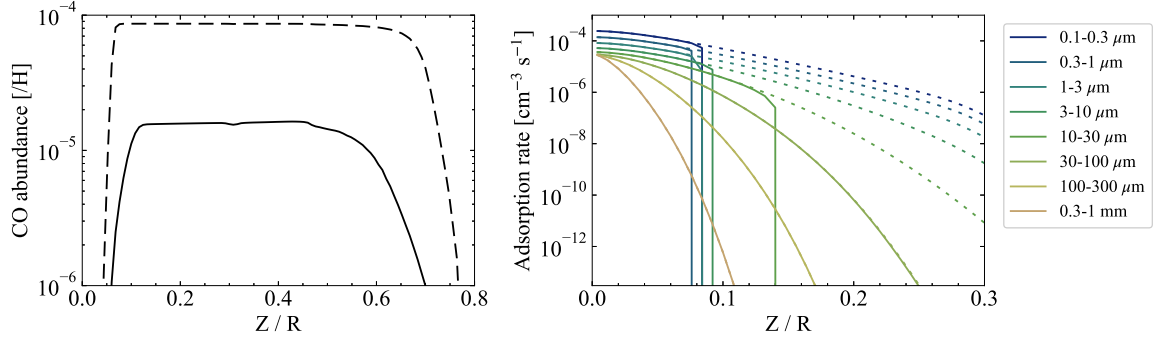 CO abundance [/H]
10⁻⁴
10⁻⁵
10⁻⁶
0.0
0.2
0.4
0.6
0.8
Z / R
Adsorption rate [cm⁻³ s⁻¹]
10⁻⁴
10⁻⁶
10⁻⁸
10⁻¹⁰
10⁻¹²
0.0
0.1
0.2
0.3
Z / R
0.1-0.3 µm
0.3-1 µm
1-3 µm
3-10 µm
10-30 µm
30-100 µm
100-300 µm
0.3-1 mm